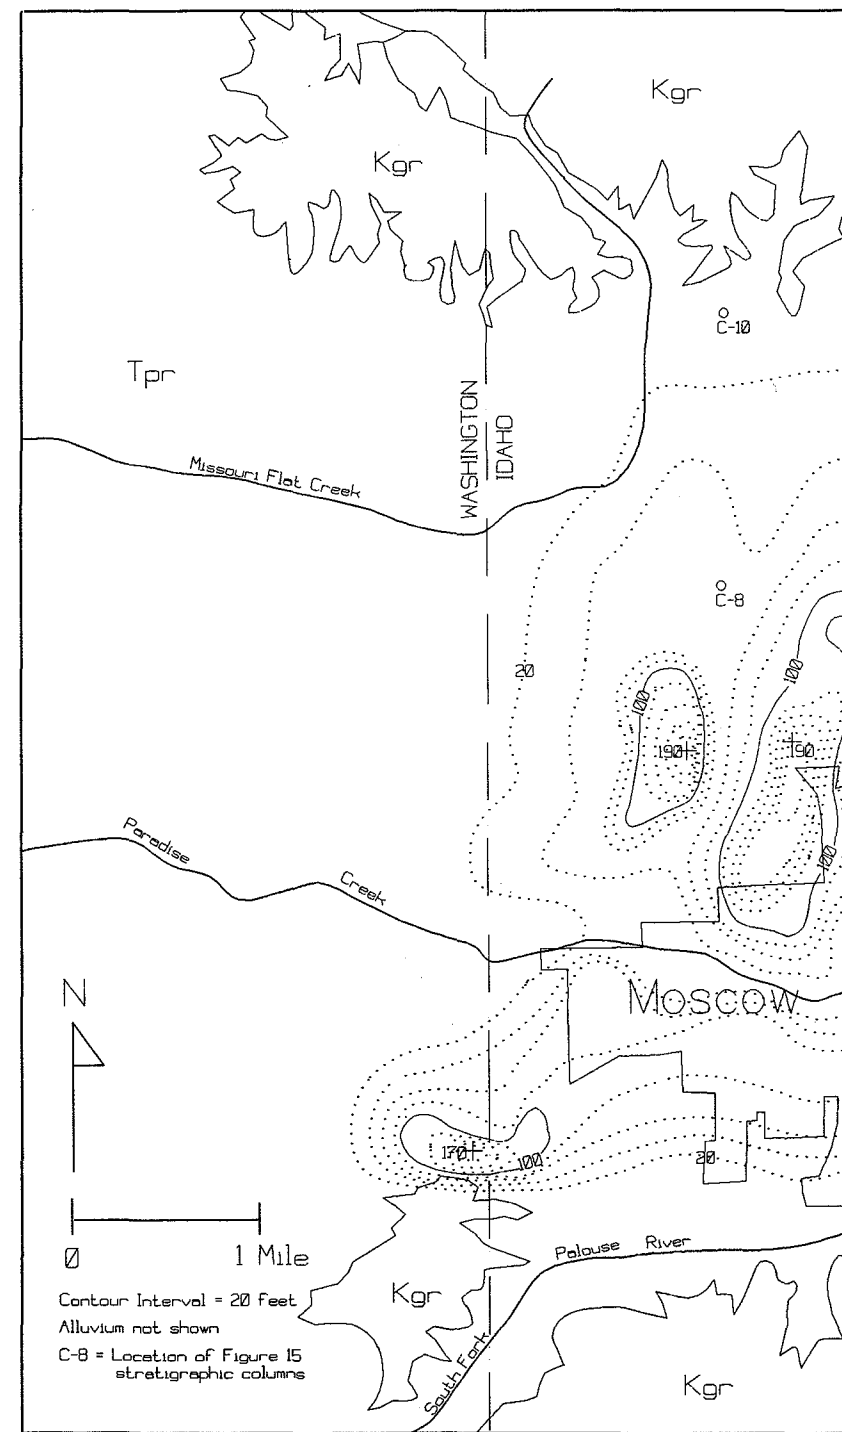 Kgr
Kgr
C-10
Tpr
WASHINGTON
IDAHO
Missouri Flat Creek
C-8
20
100
100
190
190
100
Paradise
Creek
N
Moscow
170
100
20
0 1 Mile
Palouse River
Kgr
Contour Interval = 20 feet
Alluvium not shown
C-8 = Location of Figure 15
stratigraphic columns
South Fork
Kgr